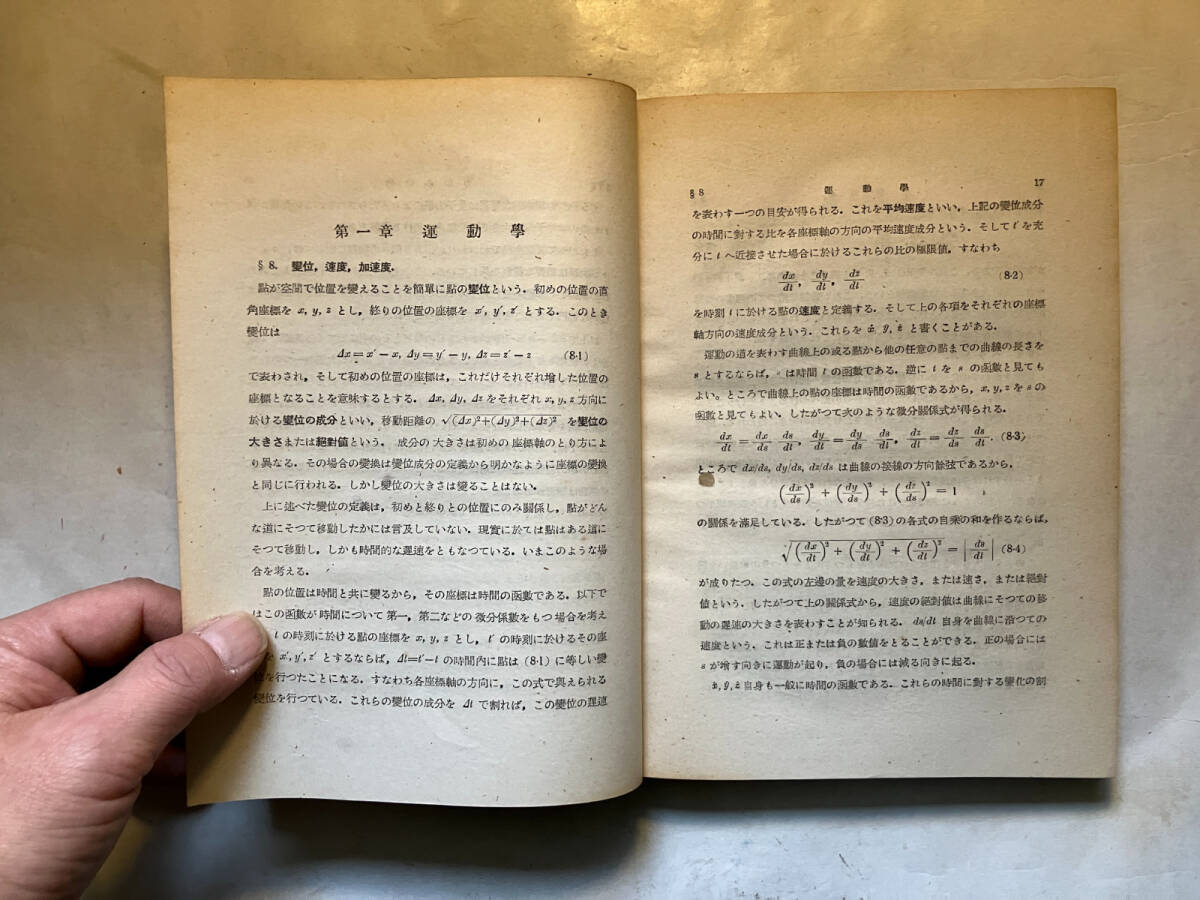 第一章 運動學
§8. 變位,速度,加速度.
點が空間で位置を變えることを簡單に點の變位という. 初めの位置の直
角座標を x, y, z とし,終りの位置の座標を x′, y′, z′ とする. このとき
變位は
Δx=x′−x, Δy=y′−y, Δz=z′−z (8·1)
で表わされ,そして初めの位置の座標は,これだけそれぞれ增した位置の
座標となることを意味するとする. Δx, Δy, Δz をそれぞれ x, y, z 方向に
於ける變位の成分といい,移動距離の √(Δx)²+(Δy)²+(Δz)² を變位の
大きさまたは絕對値という. 成分の大きさは初めの座標軸のとり方によ
り異なる. その場合の變換は變位成分の定義から明かなように座標の變換
と同じに行われる. しかし變位の大きさは變ることはない.
上に述べた變位の定義は,初めと終りとの位置にのみ關係し,點がどん
な道にそつて移動したかには言及していない. 現實に於ては點はある道に
そつて移動し,しかも時間的な遲速をともなつている. いまこのような場
合を考える.
點の位置は時間と共に變るから,その座標は時間の函數である. 以下で
はこの函數が時間について第一,第二などの微分係數をもつ場合を考え
t の時刻に於ける點の座標を x, y, z とし, t′ の時刻に於けるその座
を x′, y′, z′ とするならば, Δt=t′−t の時間內に點は (8·1) に等しい變
位を行つたことになる. すなわち各座標軸の方向に,この式で與えられる
變位を行つている. これらの變位の成分を Δt で割れば,この變位の遲速
§8 運動學 17
を表わす一つの目安が得られる. これを平均速度といい,上記の變位成分
の時間に對する比を各座標軸の方向の平均速度成分という. そして t′ を充
分に t へ近接させた場合に於けるこれらの比の極限値,すなわち
dx/dt, dy/dt, dz/dt (8·2)
を時刻 t に於ける點の速度と定義する. そして上の各項をそれぞれの座標
軸方向の速度成分という. これらを ẋ, ẏ, ż と書くことがある.
運動の道を表わす曲線上の或る點から他の任意の點までの曲線の長さを
s とするならば, s は時間 t の函數である. 逆に t を s の函數と見ても
よい。ところで曲線上の點の座標は時間の函數であるから, x, y, z を s の
函數と見てもよい. したがつて次のような微分關係式が得られる.
dx/dt = dx/ds ds/dt, dy/dt = dy/ds ds/dt, dz/dt = dz/ds ds/dt. (8·3)
ところで dx/ds, dy/ds, dz/ds は曲線の接線の方向餘弦であるから,
(dx/ds)² + (dy/ds)² + (dz/ds)² = 1
の關係を滿足している. したがつて (8·3) の各式の自乘の和を作るならば,
√(dx/dt)² + (dy/dt)² + (dz/dt)² = |ds/dt| (8·4)
が成りたつ. この式の左邊の量を速度の大きさ,または速さ,または絕對
値という. したがつて上の關係式から,速度の絕對値は曲線にそつての移
動の遲速の大きさを表わすことが知られる. ds/dt 自身を曲線に沿つての
速度という. これは正または負の數値をとることができる. 正の場合には
s が增す向きに運動が起り,負の場合には減る向きに起る.
ẋ, ẏ, ż 自身も一般に時間の函數である. これらの時間に對する變化の割